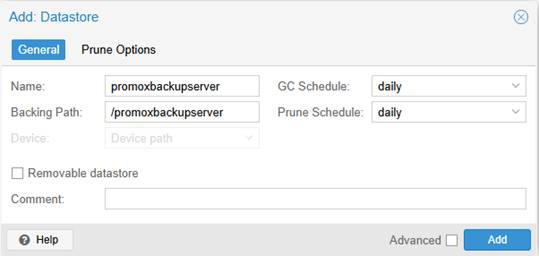 Add: Datastore
General Prune Options
Name: promoxbackupserver GC Schedule: daily
Backing Path: /promoxbackupserver Prune Schedule: daily
Device: Device path
Removable datastore
Comment:
Help Advanced Add